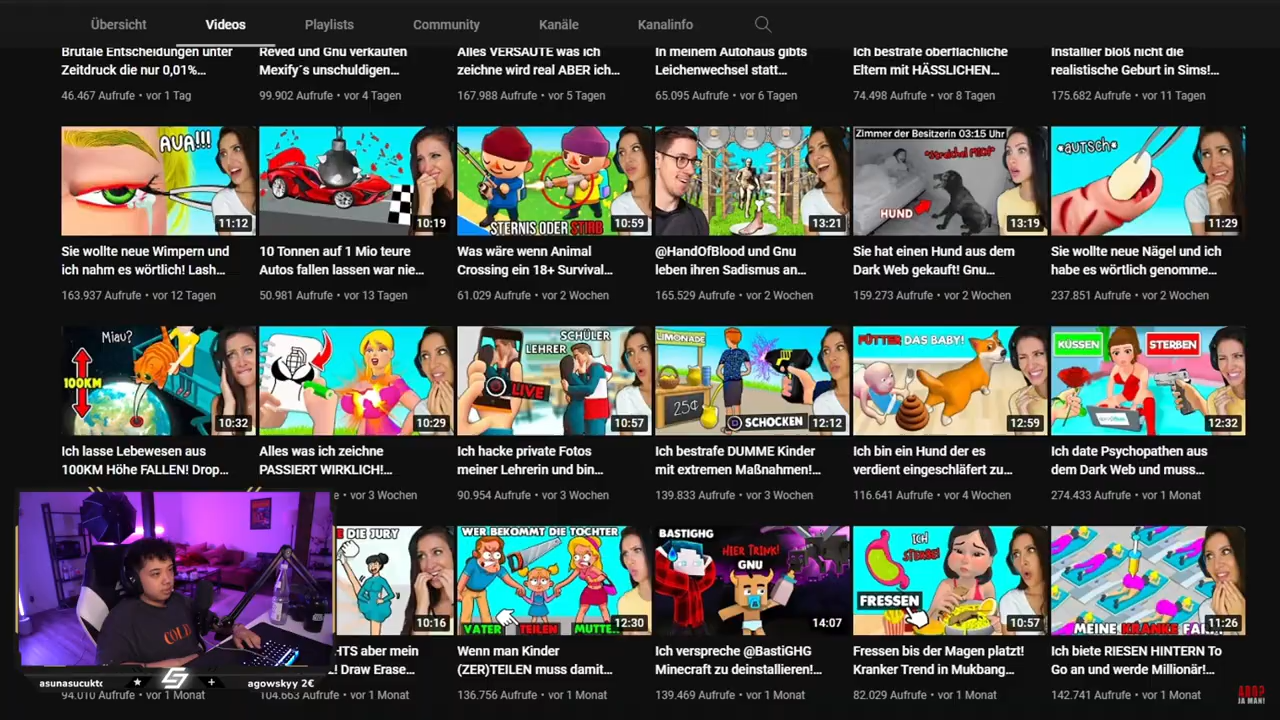 Übersicht
Videos
Playlists
Community
Kanäle
Kanalinfo
Brutale Entscheidungen unter
Zeitdruck die nur 0,01%...
46.467 Aufrufe • vor 1 Tag
Reved und Gnu verkaufen
Mexify´s unschuldigen...
99.902 Aufrufe • vor 4 Tagen
Alles VERSAUTE was ich
zeichne wird real ABER ich...
167.988 Aufrufe • vor 5 Tagen
In meinem Autohaus gibts
Leichenwechsel statt...
65.095 Aufrufe • vor 6 Tagen
Ich bestrafe oberflächliche
Eltern mit HÄSSLICHEN...
74.498 Aufrufe • vor 8 Tagen
Installier bloß nicht die
realistische Geburt in Sims!...
175.682 Aufrufe • vor 11 Tagen
AUA!!!
11:12
Sie wollte neue Wimpern und
ich nahm es wörtlich! Lash...
163.937 Aufrufe • vor 12 Tagen
10:19
10 Tonnen auf 1 Mio teure
Autos fallen lassen war nie...
50.981 Aufrufe • vor 13 Tagen
STERNIS ODER STIRB
10:59
Was wäre wenn Animal
Crossing ein 18+ Survival...
61.029 Aufrufe • vor 2 Wochen
13:21
@HandOfBlood und Gnu
leben ihren Sadismus an...
165.529 Aufrufe • vor 2 Wochen
Zimmer der Besitzerin 03:15 Uhr
HUND
13:19
Sie hat einen Hund aus dem
Dark Web gekauft! Gnu...
159.273 Aufrufe • vor 2 Wochen
*AUTSCH*
11:29
Sie wollte neue Nägel und ich
habe es wörtlich genomme...
237.851 Aufrufe • vor 2 Wochen
Miau?
100KM
10:32
Ich lasse Lebewesen aus
100KM Höhe FALLEN! Drop...
10:29
Alles was ich zeichne
PASSIERT WIRKLICH!...
e • vor 3 Wochen
SCHÜLER
LEHRER
LIVE
10:57
Ich hacke private Fotos
meiner Lehrerin und bin...
90.954 Aufrufe • vor 3 Wochen
LIMONADE
25¢
SCHOCKEN
12:12
Ich bestrafe DUMME Kinder
mit extremen Maßnahmen!...
139.833 Aufrufe • vor 3 Wochen
FÜTTER DAS BABY!
12:59
Ich bin ein Hund der es
verdient eingeschläfert zu...
116.641 Aufrufe • vor 4 Wochen
KÜSSEN
STERBEN
12:32
Ich date Psychopathen aus
dem Dark Web und muss...
274.433 Aufrufe • vor 1 Monat
COLD
asunasucukto
agowskyy 2€
94.010 Aufrufe • vor 1 Monat
E DIE JURY
10:16
HTS aber mein
! Draw Erase...
104.663 Aufrufe • vor 1 Monat
WER BEKOMMT DIE TOCHTER
VATER
TEILEN
MUTTE
12:30
Wenn man Kinder
(ZER)TEILEN muss damit...
136.756 Aufrufe • vor 1 Monat
BASTIGHG
HIER TRINK!
GNU
14:07
Ich verspreche @BastiGHG
Minecraft zu deinstallieren!...
139.469 Aufrufe • vor 1 Monat
ICH
STERBE!
FRESSEN
10:57
Fressen bis der Magen platzt!
Kranker Trend in Mukbang...
82.029 Aufrufe • vor 1 Monat
MEINE KRANKE FA
11:26
Ich biete RIESEN HINTERN To
Go an und werde Millionär!...
142.741 Aufrufe • vor 1 Monat
ABO?
JA MAN!